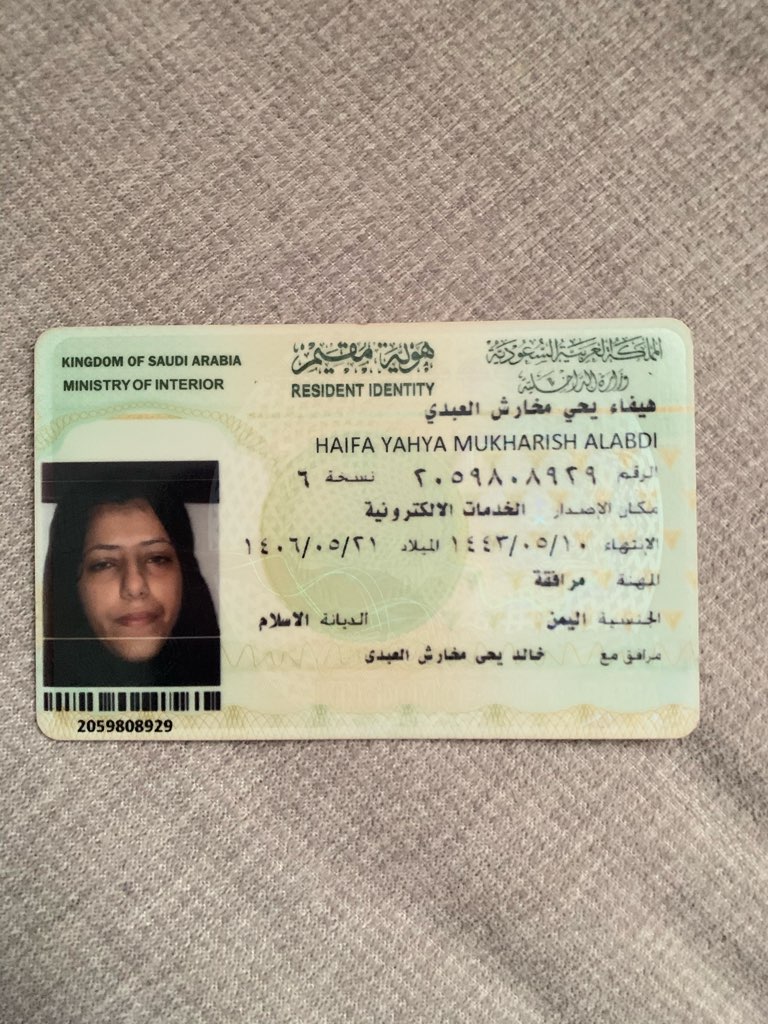 KINGDOM OF SAUDI ARABIA
MINISTRY OF INTERIOR
هوية مقيم
RESIDENT IDENTITY
المملكة العربية السعودية
وزارة الداخلية
هيفاء يحي مخارش العبدي
HAIFA YAHYA MUKHARISH ALABDI
الرقم ٢٠٥٩٨٠٨٩٢٩ نسخة ٦
مكان الإصدار الخدمات الالكترونية
الانتهاء ١٤٤٣/٠٥/١٠ الميلاد ١٤٠٦/٠٥/٢١
المهنة مرافقة
الجنسية اليمن الديانة الاسلام
مرافق مع خالد يحى مخارش العبدى
2059808929